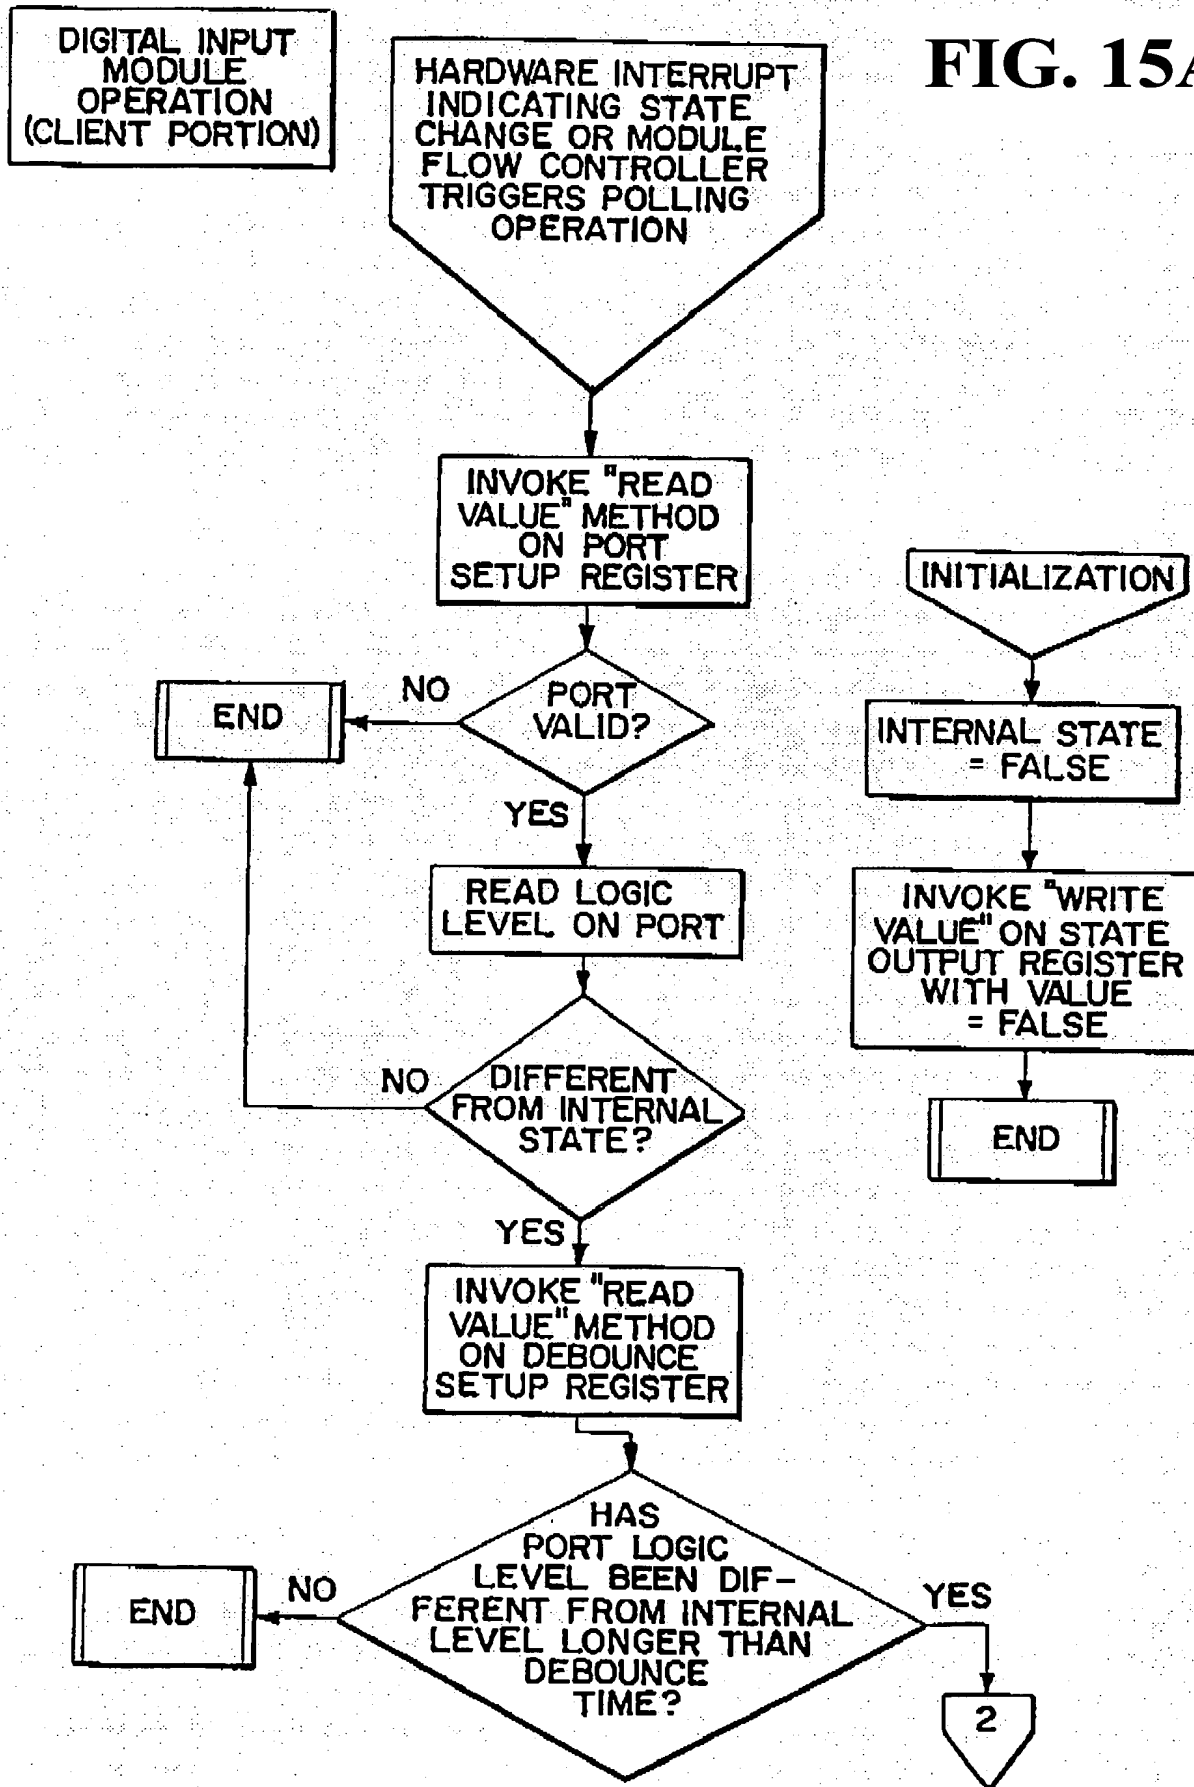 DIGITAL INPUT
MODULE
OPERATION
(CLIENT PORTION)
HARDWARE INTERRUPT
INDICATING STATE
CHANGE OR MODULE
FLOW CONTROLLER
TRIGGERS POLLING
OPERATION
FIG. 15A
INVOKE "READ
VALUE" METHOD
ON PORT
SETUP REGISTER
PORT
VALID?
NO
END
YES
READ LOGIC
LEVEL ON PORT
DIFFERENT
FROM INTERNAL
STATE?
NO
YES
INVOKE "READ
VALUE" METHOD
ON DEBOUNCE
SETUP REGISTER
HAS
PORT LOGIC
LEVEL BEEN DIF-
FERENT FROM INTERNAL
LEVEL LONGER THAN
DEBOUNCE
TIME?
NO
END
YES
2
INITIALIZATION
INTERNAL STATE
= FALSE
INVOKE "WRITE
VALUE" ON STATE
OUTPUT REGISTER
WITH VALUE
= FALSE
END